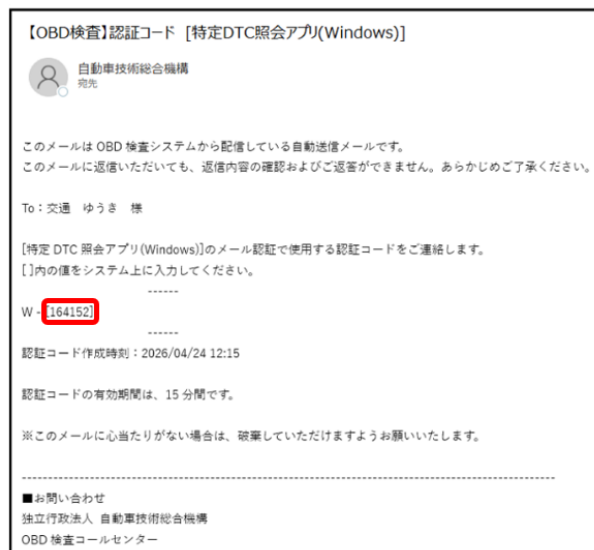 【OBD検査】認証コード [特定DTC照会アプリ(Windows)]
自動車技術総合機構
宛先
このメールは OBD 検査システムから配信している自動送信メールです。
このメールに返信いただいても、返信内容の確認およびご返答ができません。あらかじめご了承ください。
To：交通　ゆうき　様
[特定 DTC 照会アプリ(Windows)]のメール認証で使用する認証コードをご連絡します。
[ ]内の値をシステム上に入力してください。
------
W - [164152]
------
認証コード作成時刻：2026/04/24 12:15
認証コードの有効期間は、15 分間です。
※このメールに心当たりがない場合は、破棄していただけますようお願いいたします。
------------------------------------------------------------------------------------------
■お問い合わせ
独立行政法人 自動車技術総合機構
OBD 検査コールセンター